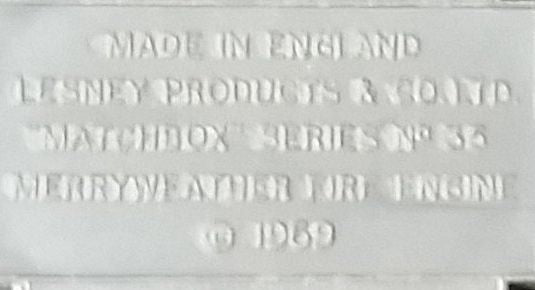 MADE IN ENGLAND
LESNEY PRODUCTS & CO. LTD.
"MATCHBOX" SERIES Nº 35
MERRYWEATHER FIRE ENGINE
© 1969